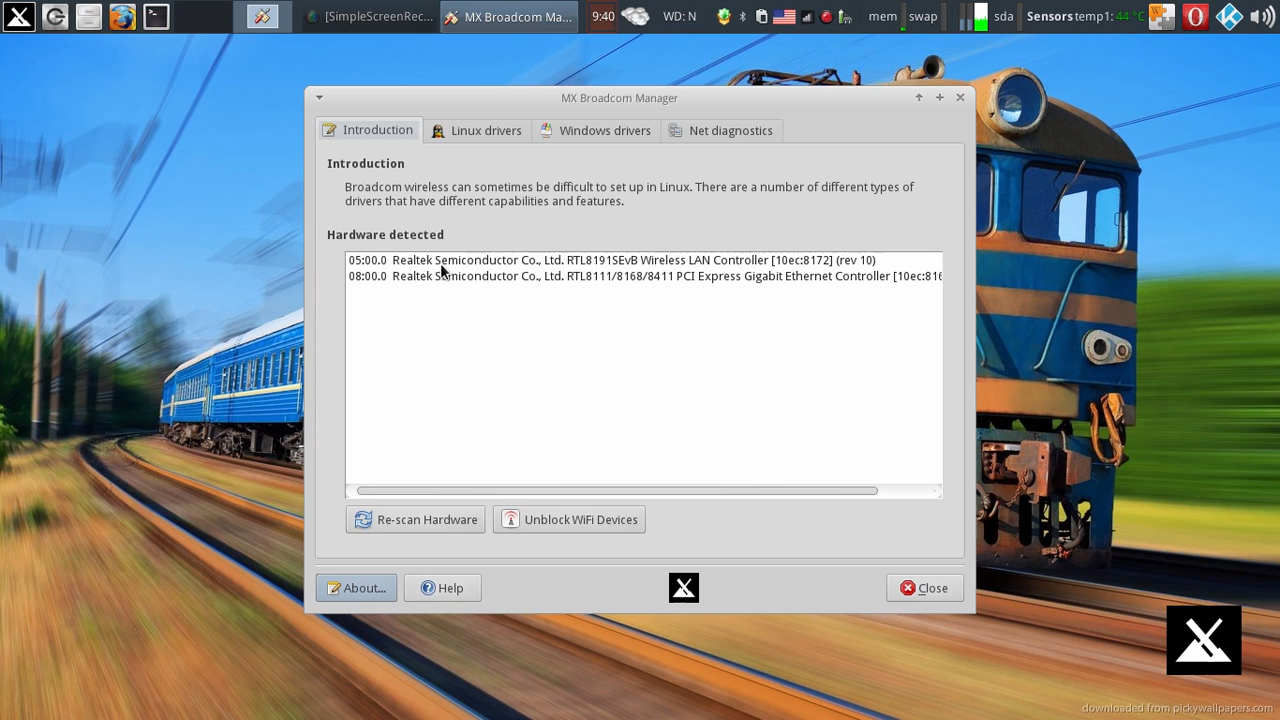 [SimpleScreenRec...
MX Broadcom Ma...
9:40
WD: N
mem
swap
sda
Sensors temp1: 44 °C
MX Broadcom Manager
Introduction
Linux drivers
Windows drivers
Net diagnostics
Introduction
Broadcom wireless can sometimes be difficult to set up in Linux. There are a number of different types of
drivers that have different capabilities and features.
Hardware detected
05:00.0 Realtek Semiconductor Co., Ltd. RTL8191SEvB Wireless LAN Controller [10ec:8172] (rev 10)
08:00.0 Realtek Semiconductor Co., Ltd. RTL8111/8168/8411 PCI Express Gigabit Ethernet Controller [10ec:816
Re-scan Hardware
Unblock WiFi Devices
About...
Help
Close
downloaded from pickywallpapers.com